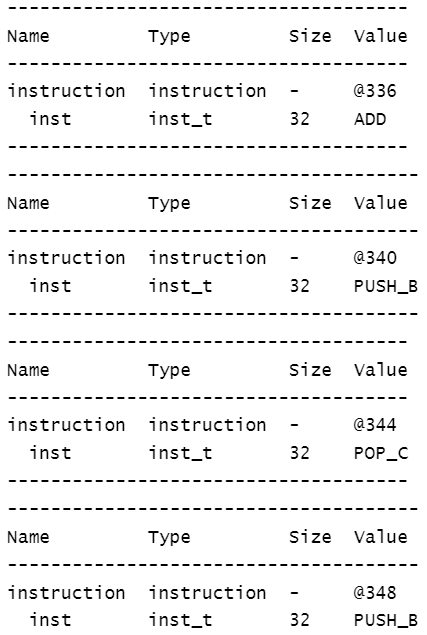 -------------------------------------
Name         Type         Size  Value
-------------------------------------
instruction  instruction  -     @336
  inst       inst_t       32    ADD
-------------------------------------
--------------------------------------
Name         Type         Size  Value
--------------------------------------
instruction  instruction  -     @340
  inst       inst_t       32    PUSH_B
--------------------------------------
-------------------------------------
Name         Type         Size  Value
-------------------------------------
instruction  instruction  -     @344
  inst       inst_t       32    POP_C
-------------------------------------
--------------------------------------
Name         Type         Size  Value
--------------------------------------
instruction  instruction  -     @348
  inst       inst_t       32    PUSH_B